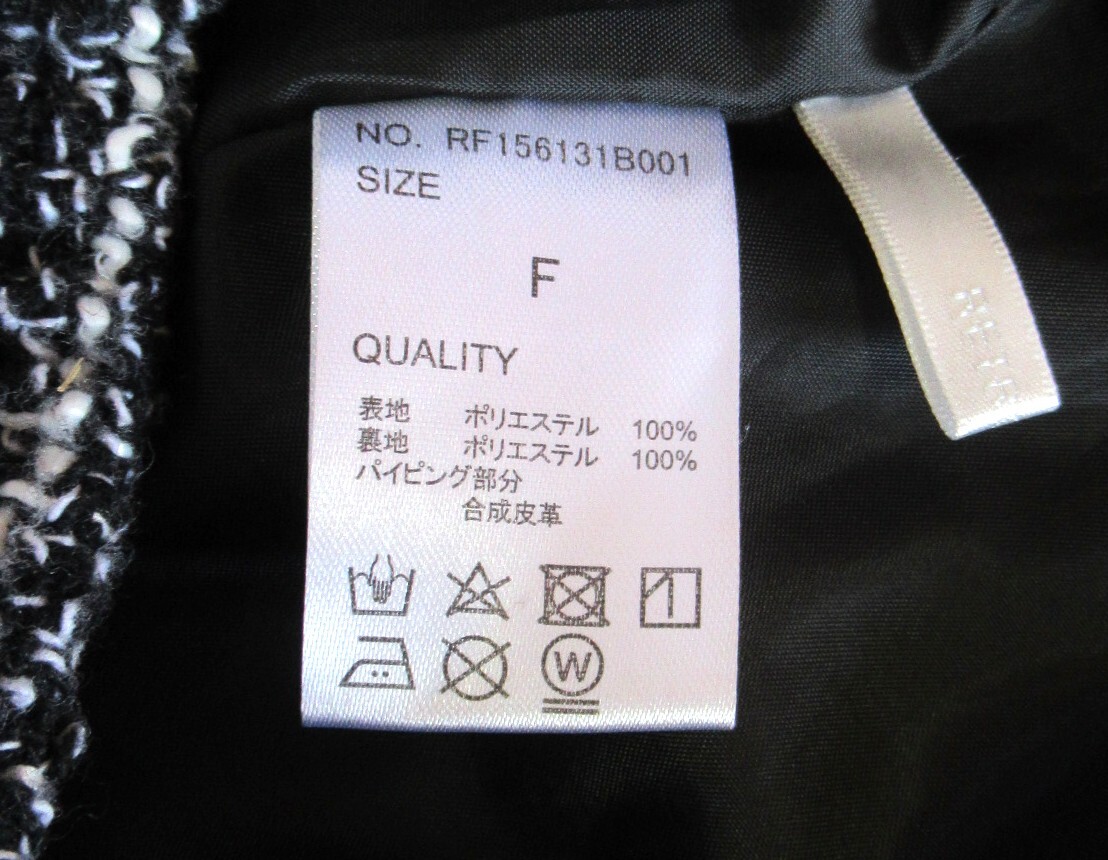 NO. RF156131B001
SIZE
F
QUALITY
表地 ポリエステル 100%
裏地 ポリエステル 100%
パイピング部分
合成皮革
W